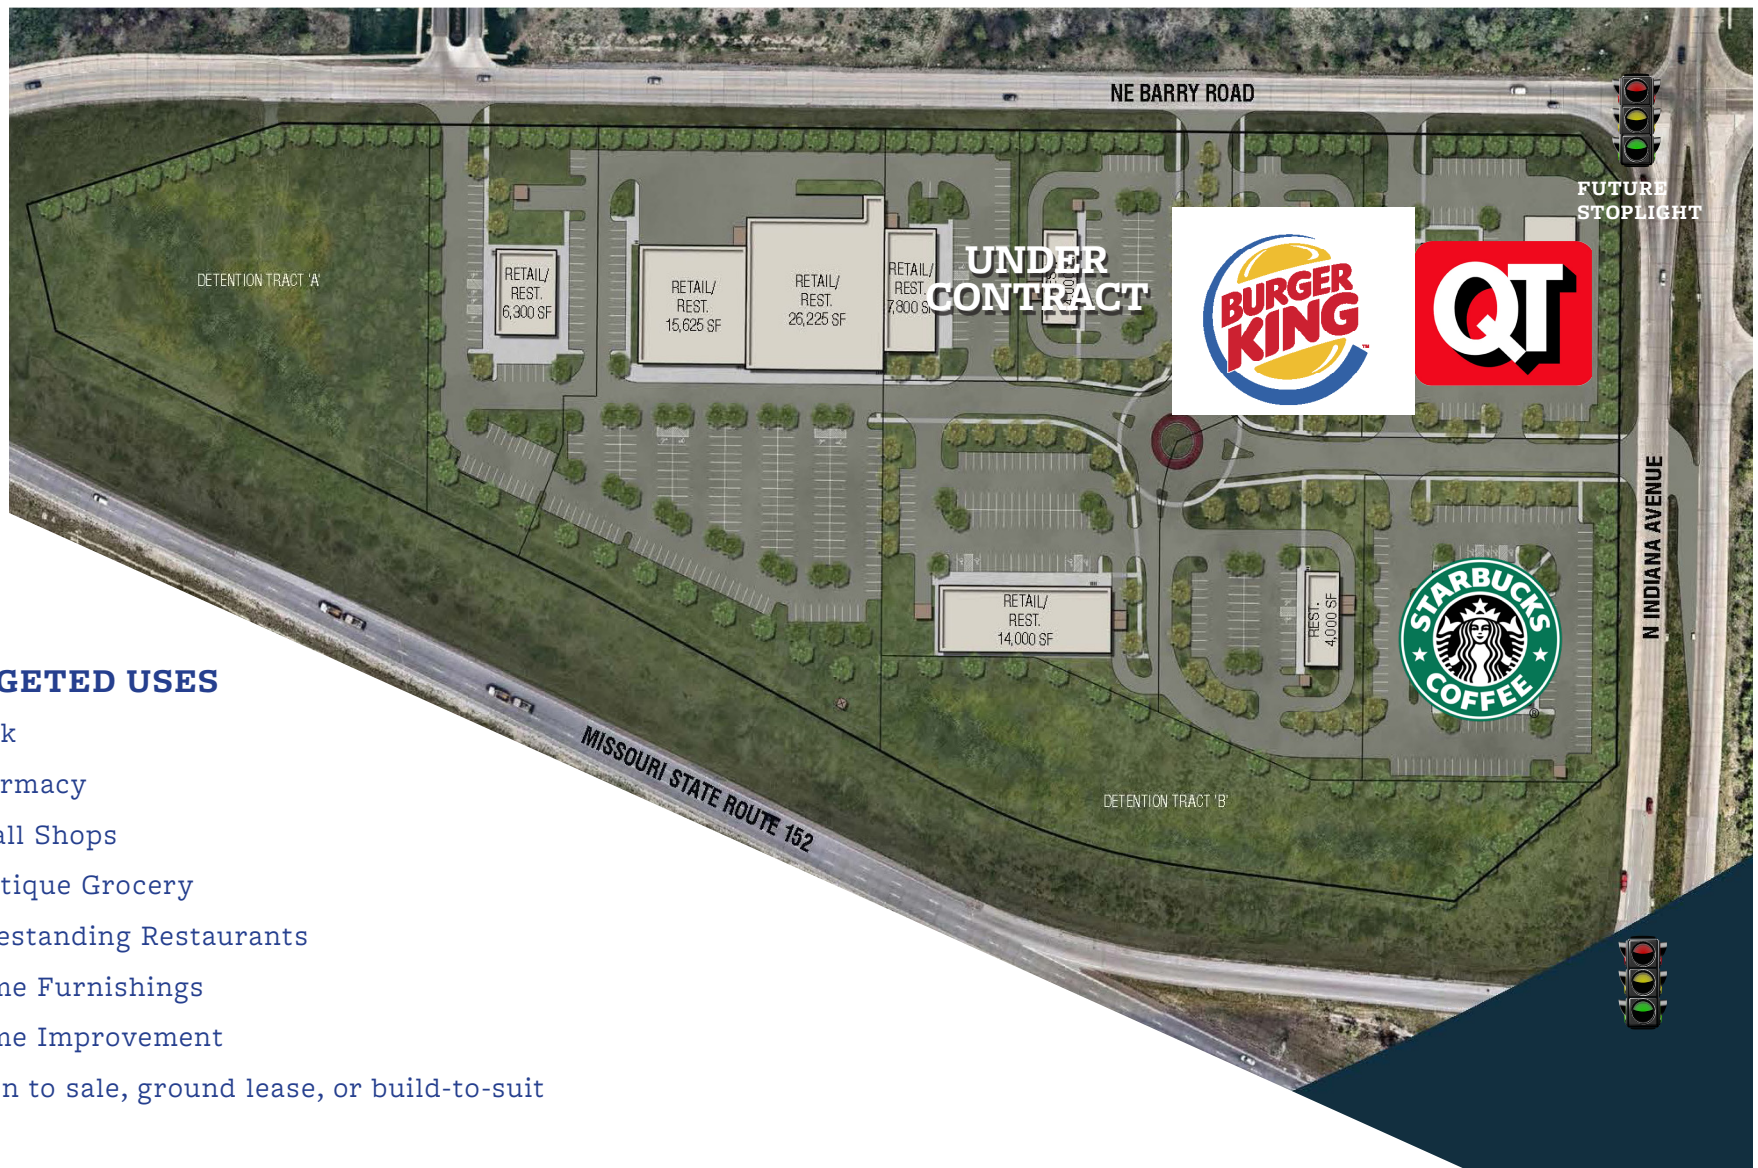 NE BARRY ROAD
FUTURE
STOPLIGHT
DETENTION TRACT 'A'
RETAIL/
REST.
6,300 SF
RETAIL/
REST.
15,625 SF
RETAIL/
REST.
26,225 SF
RETAIL/
REST.
7,800 SF
UNDER
CONTRACT
BURGER
KING
™
QT
N INDIANA AVENUE
RETAIL/
REST.
14,000 SF
REST.
4,000 SF
STARBUCKS
COFFEE
®
MISSOURI STATE ROUTE 152
DETENTION TRACT 'B'
GETED USES
k
rmacy
all Shops
tique Grocery
estanding Restaurants
me Furnishings
me Improvement
n to sale, ground lease, or build-to-suit